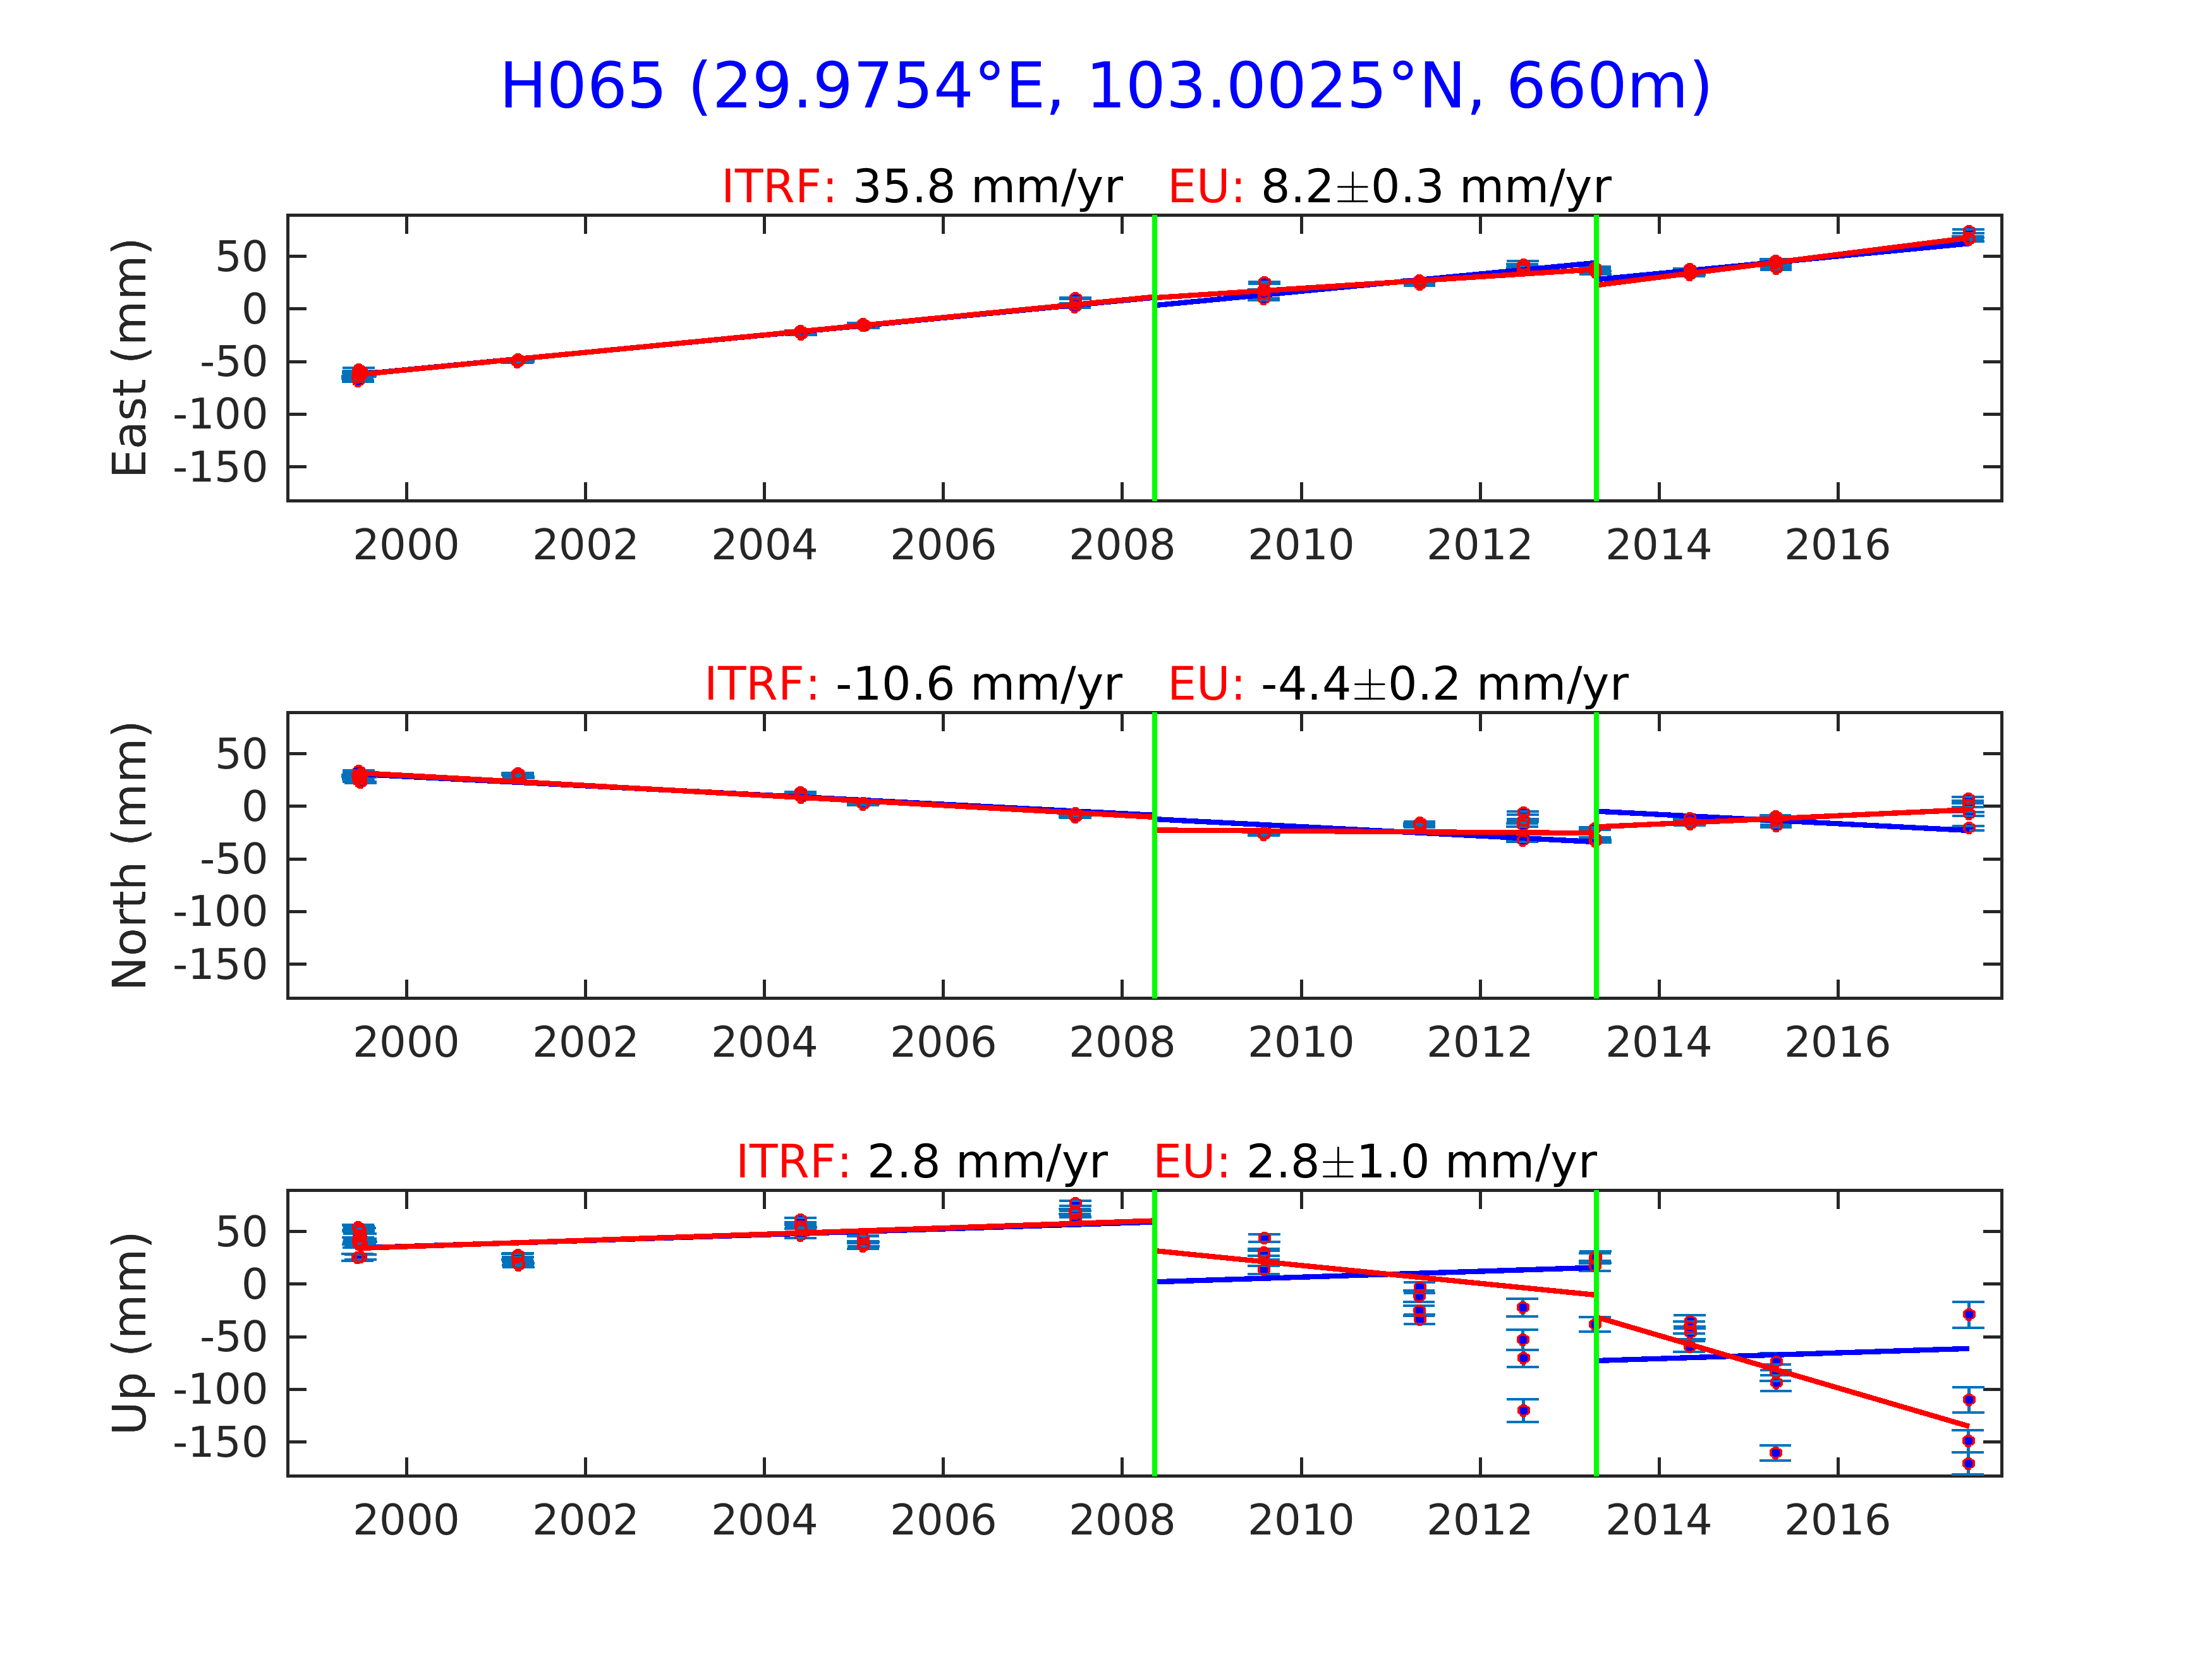 H065 (29.9754°E, 103.0025°N, 660m)
ITRF: 35.8 mm/yr EU: 8.2±0.3 mm/yr
East (mm)
50
0
-50
-100
-150
2000 2002 2004 2006 2008 2010 2012 2014 2016
ITRF: -10.6 mm/yr EU: -4.4±0.2 mm/yr
North (mm)
50
0
-50
-100
-150
2000 2002 2004 2006 2008 2010 2012 2014 2016
ITRF: 2.8 mm/yr EU: 2.8±1.0 mm/yr
Up (mm)
50
0
-50
-100
-150
2000 2002 2004 2006 2008 2010 2012 2014 2016